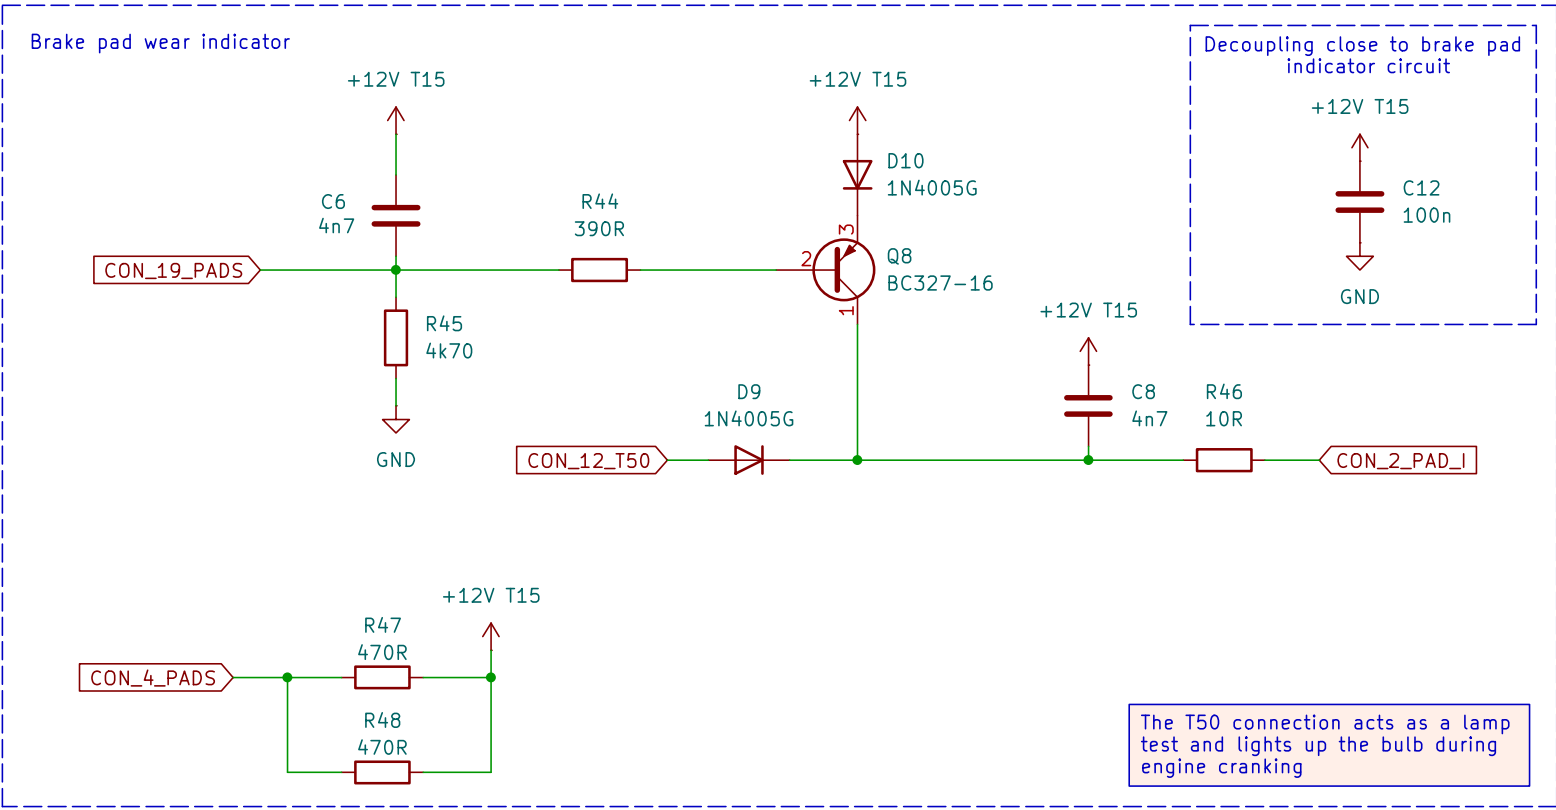 Brake pad wear indicator
Decoupling close to brake pad
indicator circuit
+12V T15
+12V T15
+12V T15
C6
4n7
R44
390R
D10
1N4005G
C12
100n
3
2
Q8
BC327-16
1
CON_19_PADS
GND
R45
4k70
+12V T15
GND
D9
1N4005G
C8
4n7
R46
10R
CON_12_T50
CON_2_PAD_I
+12V T15
R47
470R
CON_4_PADS
R48
470R
The T50 connection acts as a lamp
test and lights up the bulb during
engine cranking